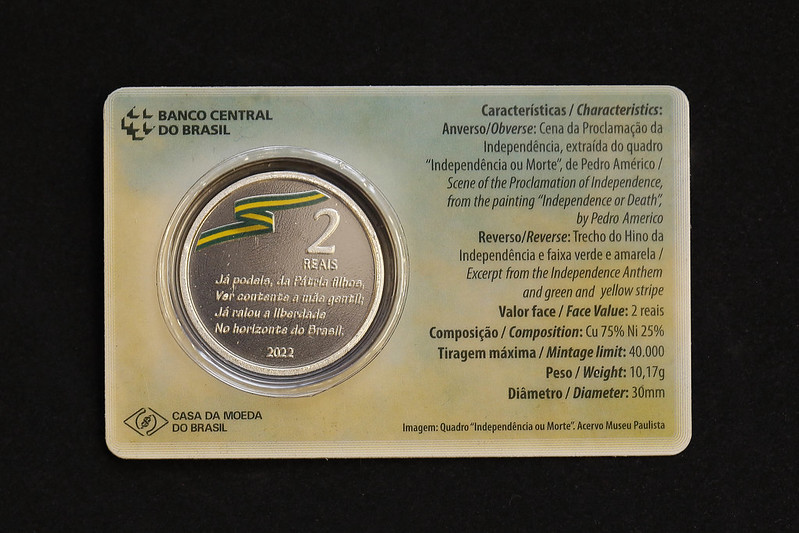 BANCO CENTRAL
DO BRASIL
2
REAIS
Já podeis, da Pátria filhos,
Ver contente a mãe gentil;
Já raiou a liberdade
No horizonte do Brasil.
2022
CASA DA MOEDA
DO BRASIL
Características / Characteristics:
Anverso/Obverse: Cena da Proclamação da
Independência, extraída do quadro
“Independência ou Morte”, de Pedro Américo /
Scene of the Proclamation of Independence,
from the painting “Independence or Death”,
by Pedro Americo
Reverso/Reverse: Trecho do Hino da
Independência e faixa verde e amarela /
Excerpt from the Independence Anthem
and green and yellow stripe
Valor face / Face Value: 2 reais
Composição / Composition: Cu 75% Ni 25%
Tiragem máxima / Mintage limit: 40.000
Peso / Weight: 10,17g
Diâmetro / Diameter: 30mm
Imagem: Quadro “Independência ou Morte”. Acervo Museu Paulista